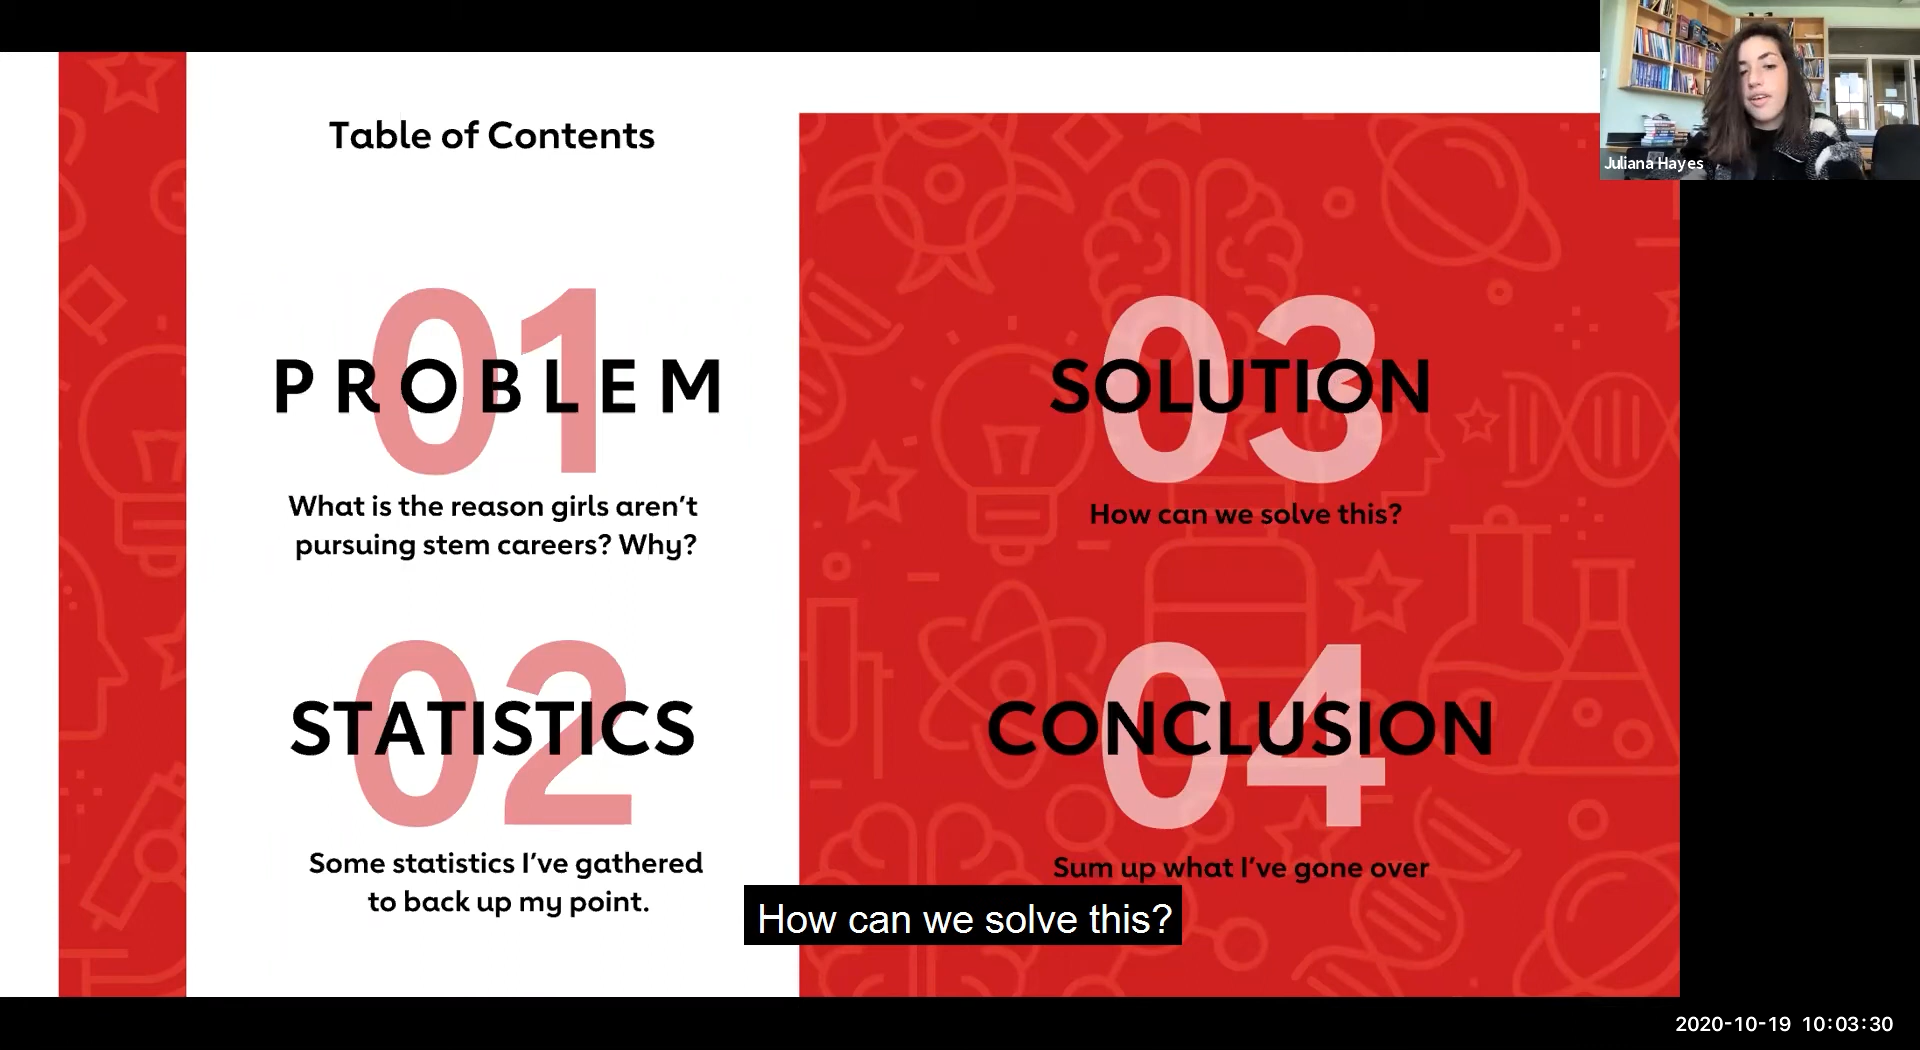 Table of Contents
01
PROBLEM
What is the reason girls aren't
pursuing stem careers? Why?
02
STATISTICS
Some statistics I've gathered
to back up my point.
03
SOLUTION
How can we solve this?
04
CONCLUSION
Sum up what I've gone over
How can we solve this?
Juliana Hayes
2020-10-19 10:03:30